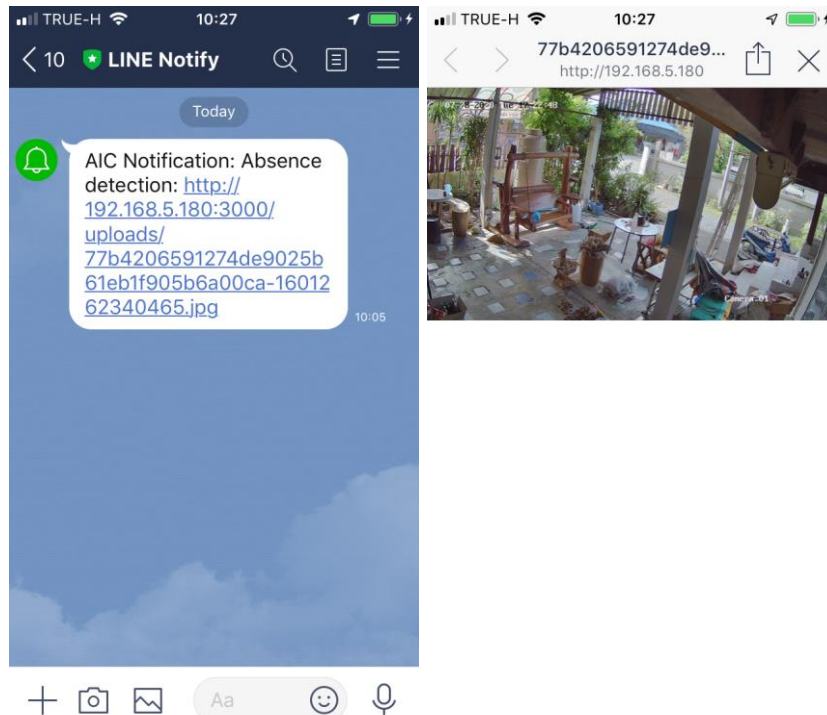 TRUE-H 10:27
10 LINE Notify
Today
AIC Notification: Absence
detection: http://
192.168.5.180:3000/
uploads/
77b4206591274de9025b
61eb1f905b6a00ca-16012
62340465.jpg
10:05
Aa
TRUE-H 10:27
77b4206591274de9...
http://192.168.5.180
Camera 01